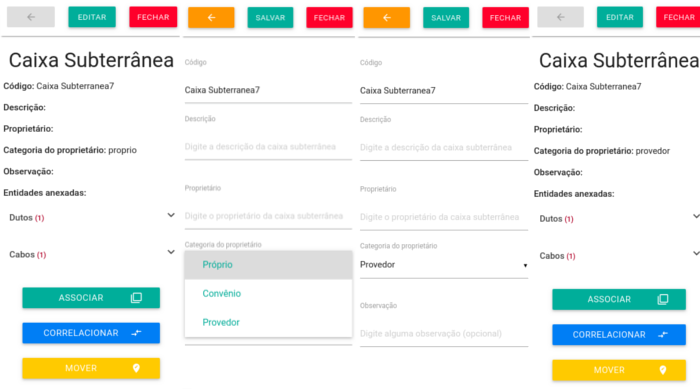 EDITAR
FECHAR
Caixa Subterrânea
Código: Caixa Subterranea7
Descrição:
Proprietário:
Categoria do proprietário: proprio
Observação:
Entidades anexadas:
Dutos (1)
Cabos (1)
ASSOCIAR
CORRELACIONAR
MOVER
SALVAR
FECHAR
Código
Caixa Subterranea7
Descrição
Digite a descrição da caixa subterrânea
Proprietário
Digite o proprietário da caixa subterrânea
Categoria do proprietário
Próprio
Convênio
Provedor
SALVAR
FECHAR
Código
Caixa Subterranea7
Descrição
Digite a descrição da caixa subterrânea
Proprietário
Digite o proprietário da caixa subterrânea
Categoria do proprietário
Provedor
Observação
Digite alguma observação (opcional)
EDITAR
FECHAR
Caixa Subterrânea
Código: Caixa Subterranea7
Descrição:
Proprietário:
Categoria do proprietário: provedor
Observação:
Entidades anexadas:
Dutos (1)
Cabos (1)
ASSOCIAR
CORRELACIONAR
MOVER